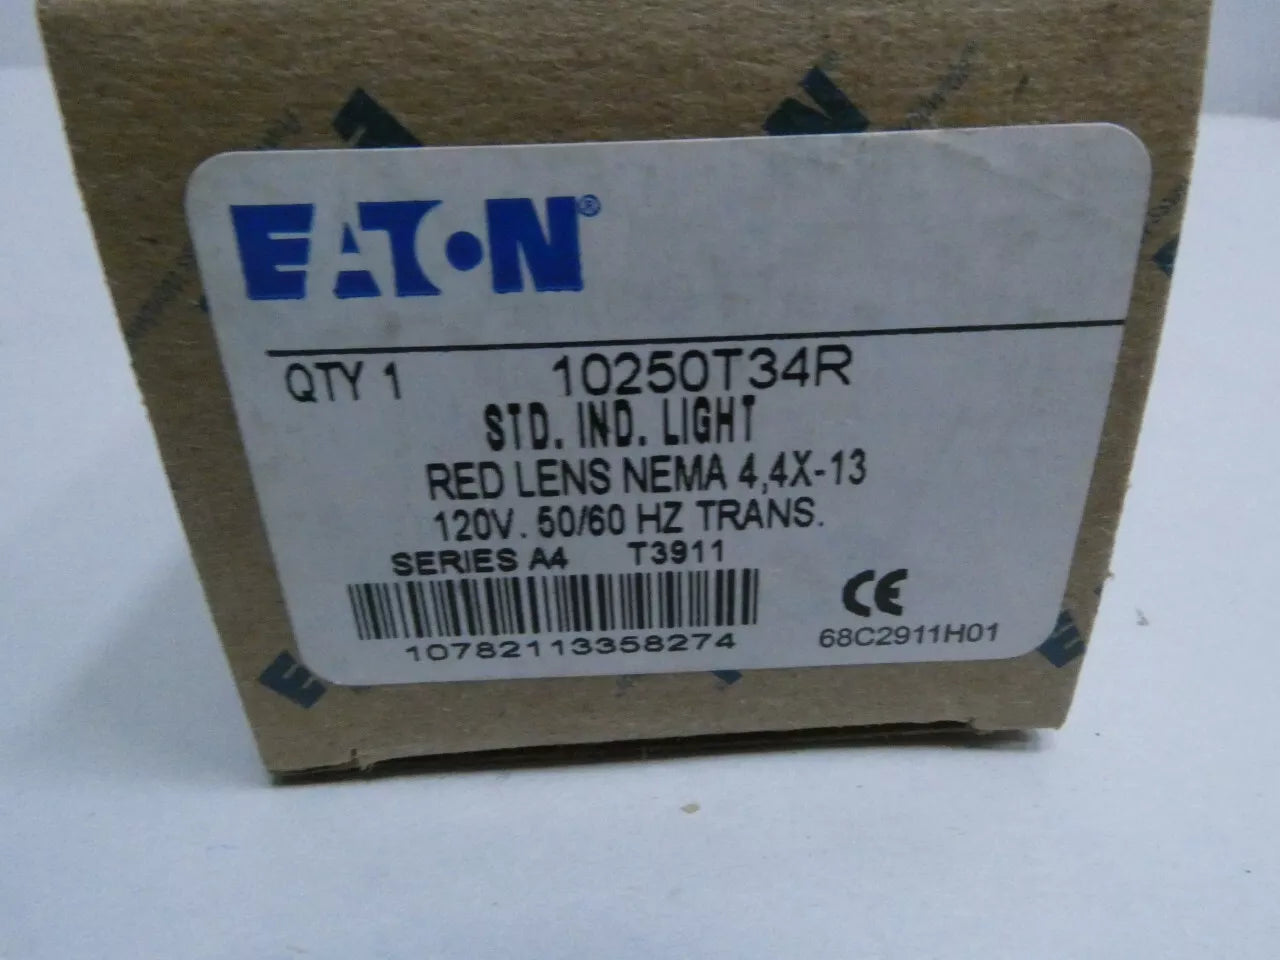 EATON®
QTY 1 10250T34R
STD. IND. LIGHT
RED LENS NEMA 4,4X-13
120V. 50/60 HZ TRANS.
SERIES A4 T3911
CE
10782113358274
68C2911H01